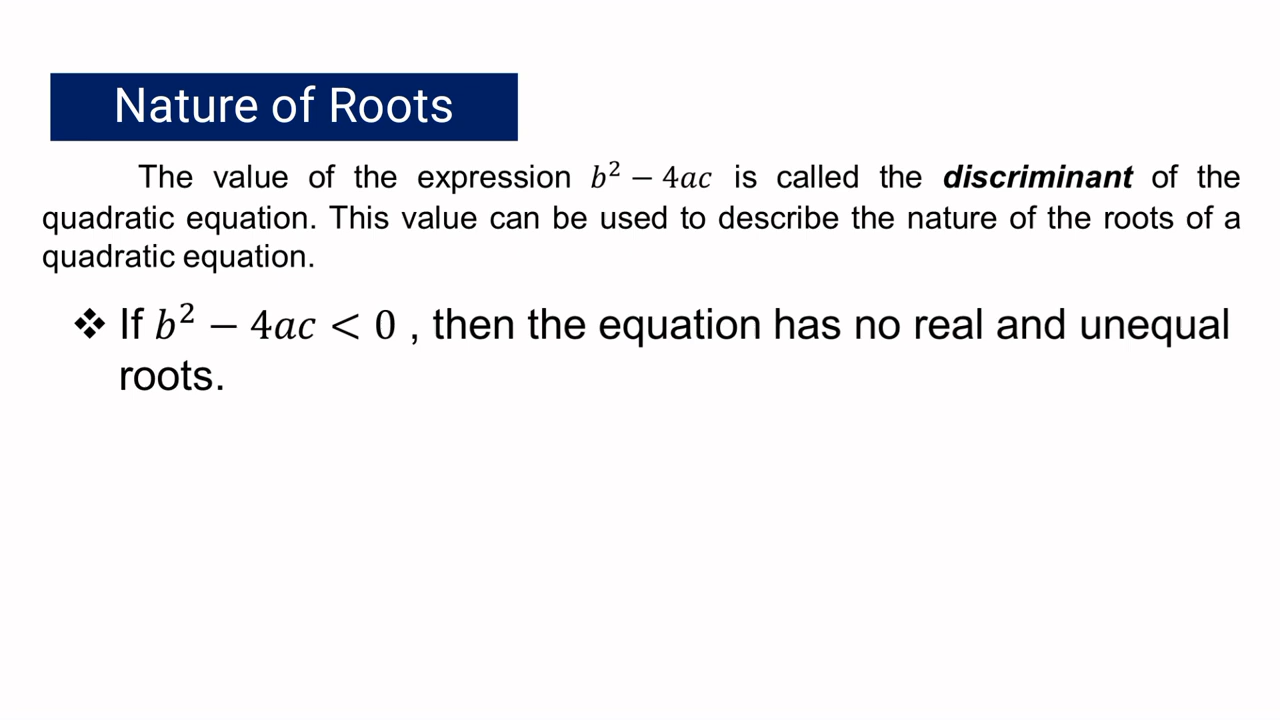 Nature of Roots
The value of the expression 𝑏² − 4𝑎𝑐 is called the discriminant of the
quadratic equation. This value can be used to describe the nature of the roots of a
quadratic equation.
❖ If 𝑏² − 4𝑎𝑐 < 0 , then the equation has no real and unequal
roots.